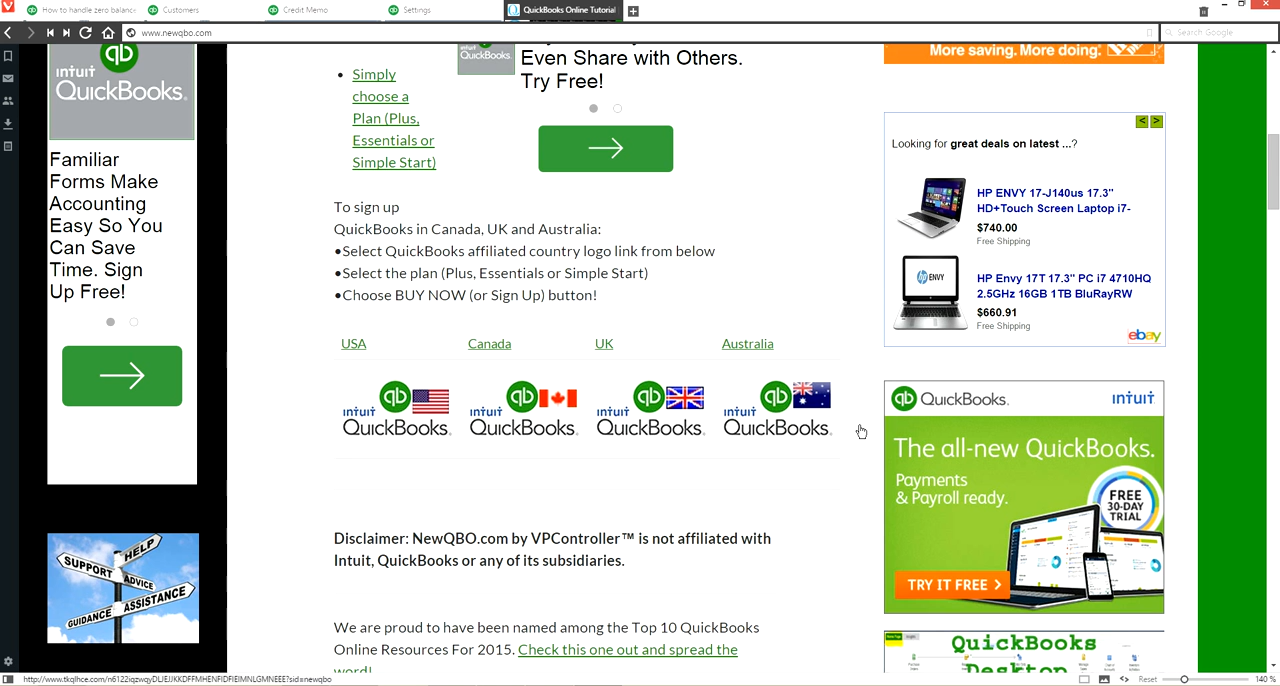 How to handle zero balanc
Customers
Credit Memo
Settings
QuickBooks Online Tutorial
www.newqbo.com
Search Google
qb
intuit
QuickBooks.
Familiar
Forms Make
Accounting
Easy So You
Can Save
Time. Sign
Up Free!
SUPPORT
HELP
ADVICE
GUIDANCE
ASSISTANCE
• Simply
choose a
Plan (Plus,
Essentials or
Simple Start)
QuickBooks.
Even Share with Others.
Try Free!
To sign up
QuickBooks in Canada, UK and Australia:
•Select QuickBooks affiliated country logo link from below
•Select the plan (Plus, Essentials or Simple Start)
•Choose BUY NOW (or Sign Up) button!
USA Canada UK Australia
qb qb qb qb
intuit intuit intuit intuit
QuickBooks. QuickBooks. QuickBooks. QuickBooks.
Disclaimer: NewQBO.com by VPController™ is not affiliated with
Intuit, QuickBooks or any of its subsidiaries.
We are proud to have been named among the Top 10 QuickBooks
Online Resources For 2015. Check this one out and spread the
word!
More saving. More doing.
< >
Looking for great deals on latest ...?
HP ENVY 17-J140us 17.3"
HD+Touch Screen Laptop i7-
$740.00
Free Shipping
HP Envy 17T 17.3" PC i7 4710HQ
2.5GHz 16GB 1TB BluRayRW
$660.91
Free Shipping
ebay
qb QuickBooks. intuit
The all-new QuickBooks.
Payments
& Payroll ready.
FREE
30-DAY
TRIAL
TRY IT FREE >
QuickBooks
Desktop
Reset
140 %